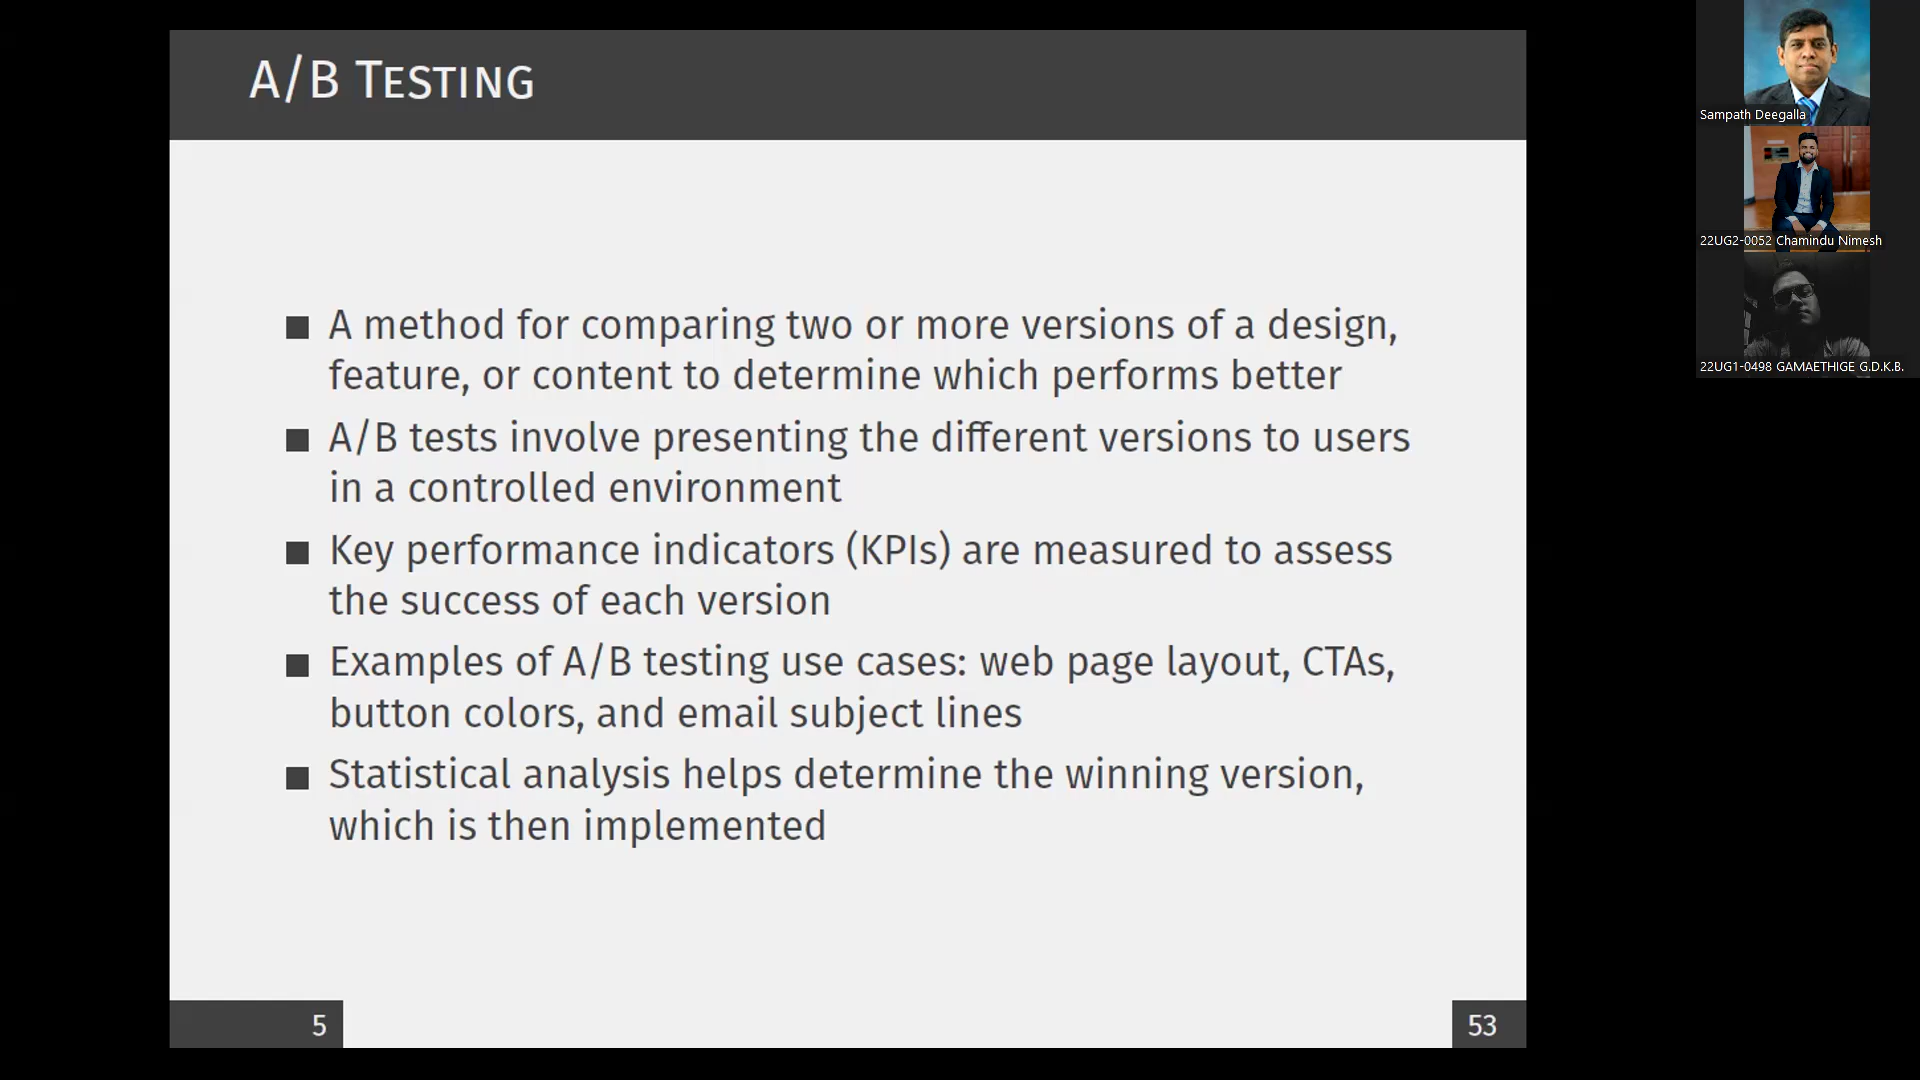 A/B TESTING
A method for comparing two or more versions of a design,
feature, or content to determine which performs better
A/B tests involve presenting the different versions to users
in a controlled environment
Key performance indicators (KPIs) are measured to assess
the success of each version
Examples of A/B testing use cases: web page layout, CTAs,
button colors, and email subject lines
Statistical analysis helps determine the winning version,
which is then implemented
5
53
Sampath Deegalla
22UG2-0052 Chamindu Nimesh
22UG1-0498 GAMAETHIGE G.D.K.B.